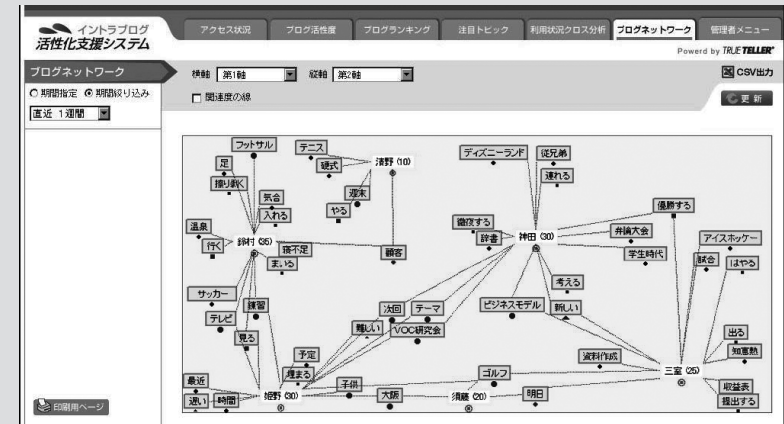 イントラブログ
活性化支援システム
アクセス状況
ブログ活性度
ブログランキング
注目トピック
利用状況クロス分析
ブログネットワーク
管理者メニュー
Powerd by TRUE TELLER
ブログネットワーク
横軸 第1軸 縦軸 第2軸
CSV出力
期間指定 期間絞り込み
関連度の線
更新
直近 1週間
フットサル
テニス
清野 (10)
ディズニーランド
従兄弟
足
硬式
連れる
擦り剥く
週末
気合
入れる
やる
優勝する
温泉
徹夜する
弁論大会
アイスホッケー
行く
鈴村 (35)
寝不足
顧客
辞書
神田 (30)
学生時代
試合
はやる
まいる
考える
サッカー
練習
次回
テーマ
ビジネスモデル
新しい
テレビ
難しい
VOC研究会
出る
見る
予定
資料作成
知恵熱
埋まる
三室 (25)
最近
子供
ゴルフ
収益表
遅い
時間
姫野 (30)
大阪
須藤 (20)
明日
提出する
印刷用ページ